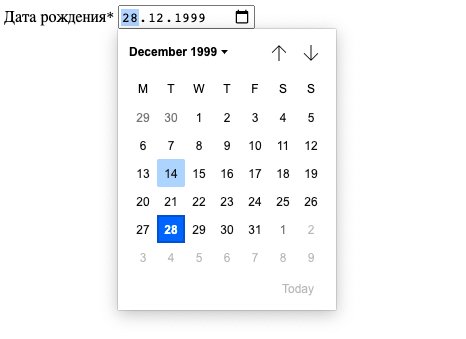 Дата рождения* 28.12.1999
December 1999
M T W T F S S
29 30 1 2 3 4 5
6 7 8 9 10 11 12
13 14 15 16 17 18 19
20 21 22 23 24 25 26
27 28 29 30 31 1 2
3 4 5 6 7 8 9
Today